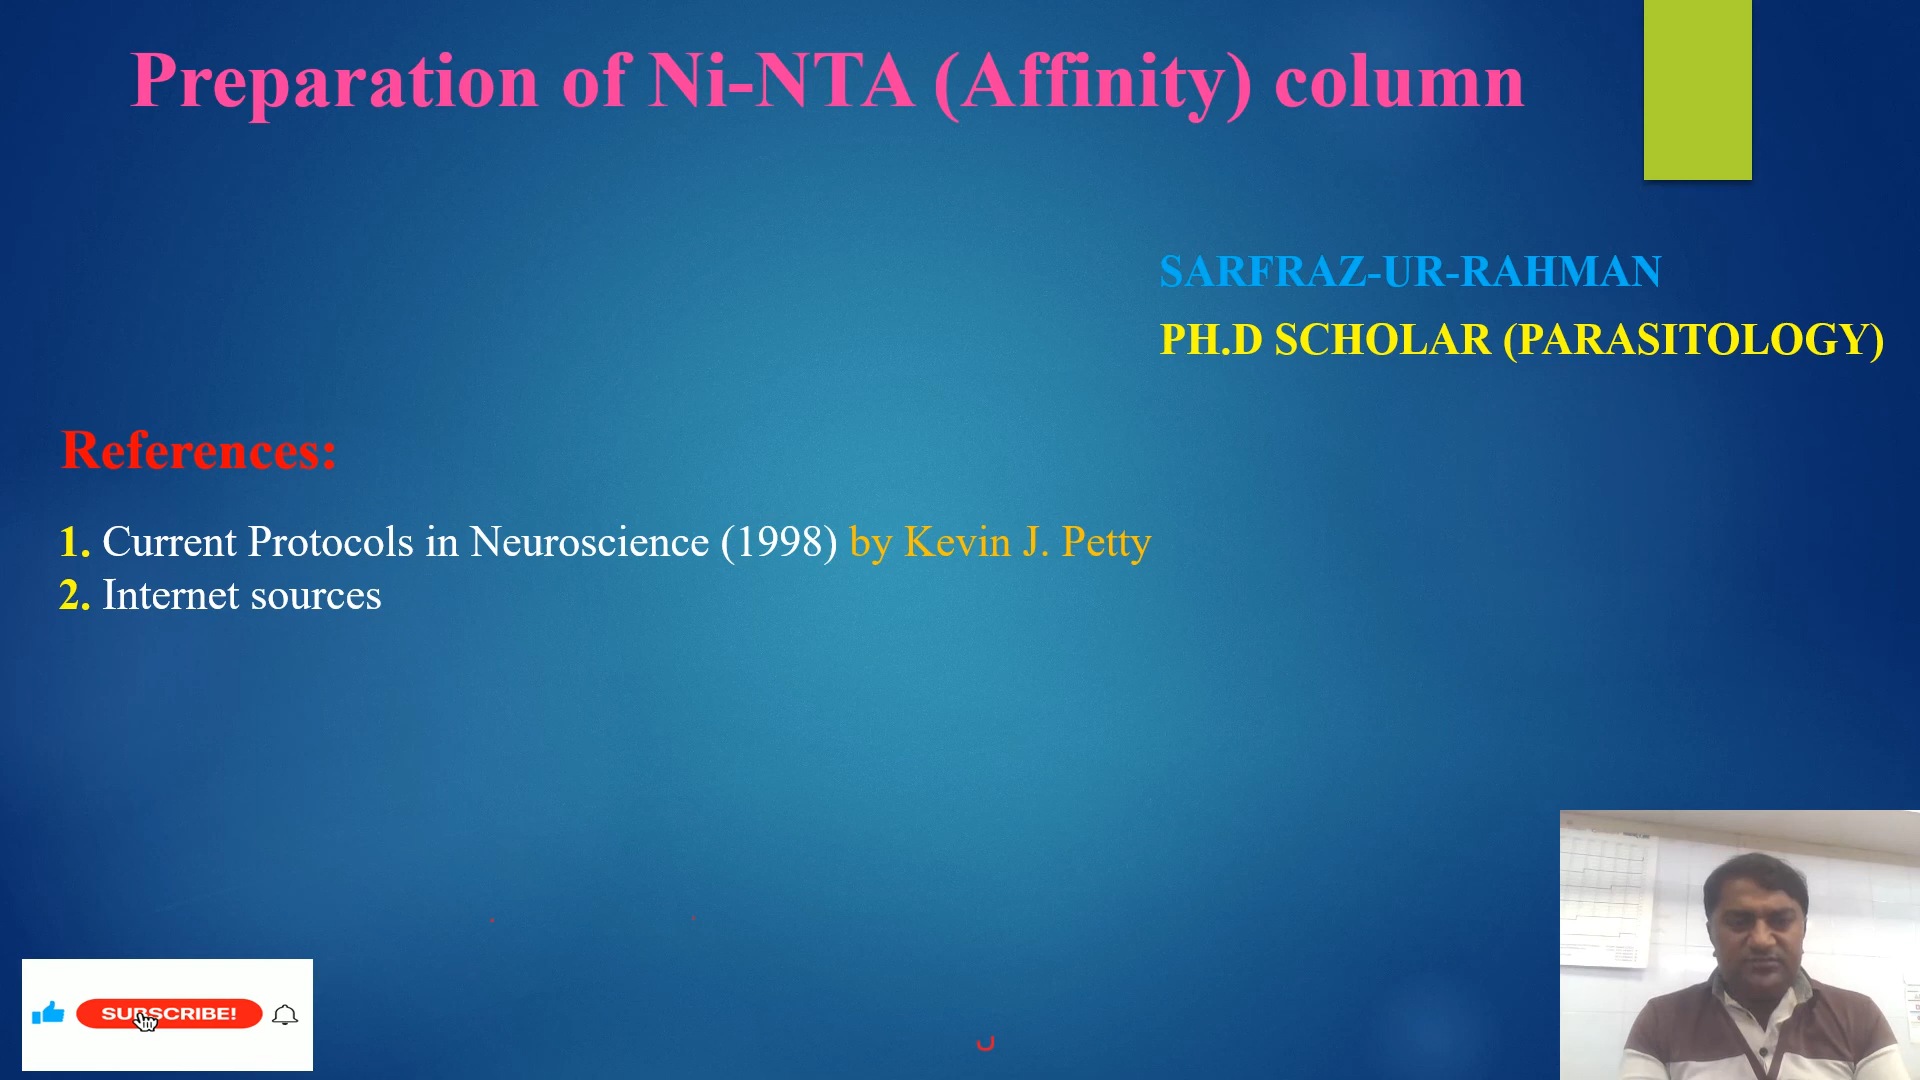 Preparation of Ni-NTA (Affinity) column
SARFRAZ-UR-RAHMAN
PH.D SCHOLAR (PARASITOLOGY)
References:
1. Current Protocols in Neuroscience (1998) by Kevin J. Petty
2. Internet sources
SUBSCRIBE!